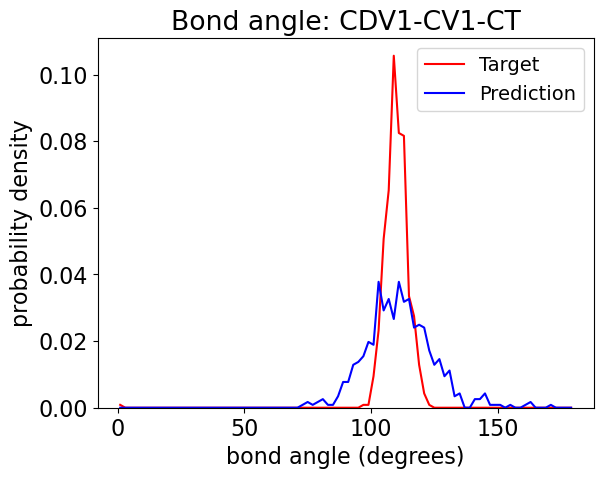 Bond angle: CDV1-CV1-CT
Target
Prediction
probability density
0.10
0.08
0.06
0.04
0.02
0.00
0 50 100 150
bond angle (degrees)